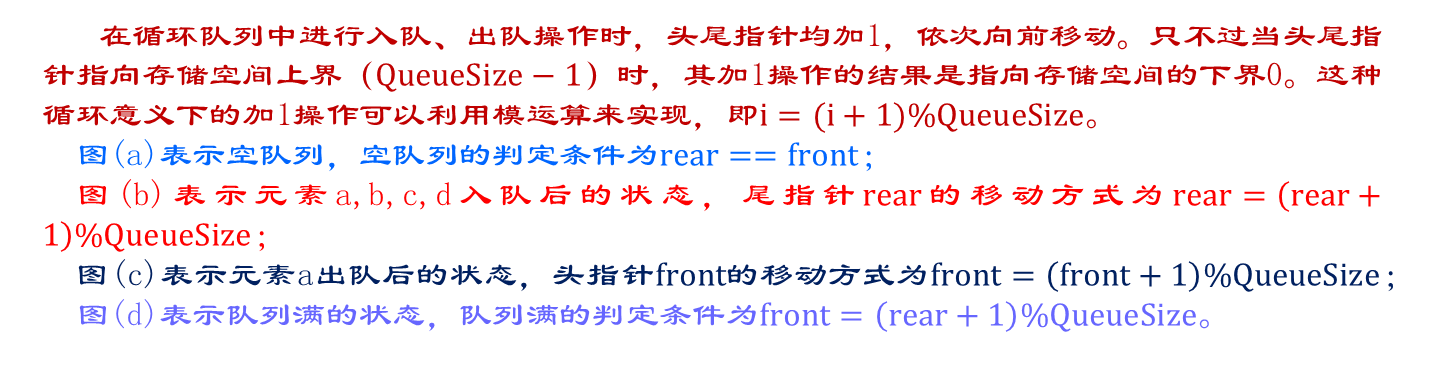 在循环队列中进行入队、出队操作时，头尾指针均加1，依次向前移动。只不过当头尾指
针指向存储空间上界（QueueSize − 1）时，其加1操作的结果是指向存储空间的下界0。这种
循环意义下的加1操作可以利用模运算来实现，即i = (i + 1)%QueueSize。
图(a)表示空队列，空队列的判定条件为rear == front;
图(b)表示元素a,b,c,d入队后的状态，尾指针rear的移动方式为rear = (rear +
1)%QueueSize;
图(c)表示元素a出队后的状态，头指针front的移动方式为front = (front + 1)%QueueSize;
图(d)表示队列满的状态，队列满的判定条件为front = (rear + 1)%QueueSize。